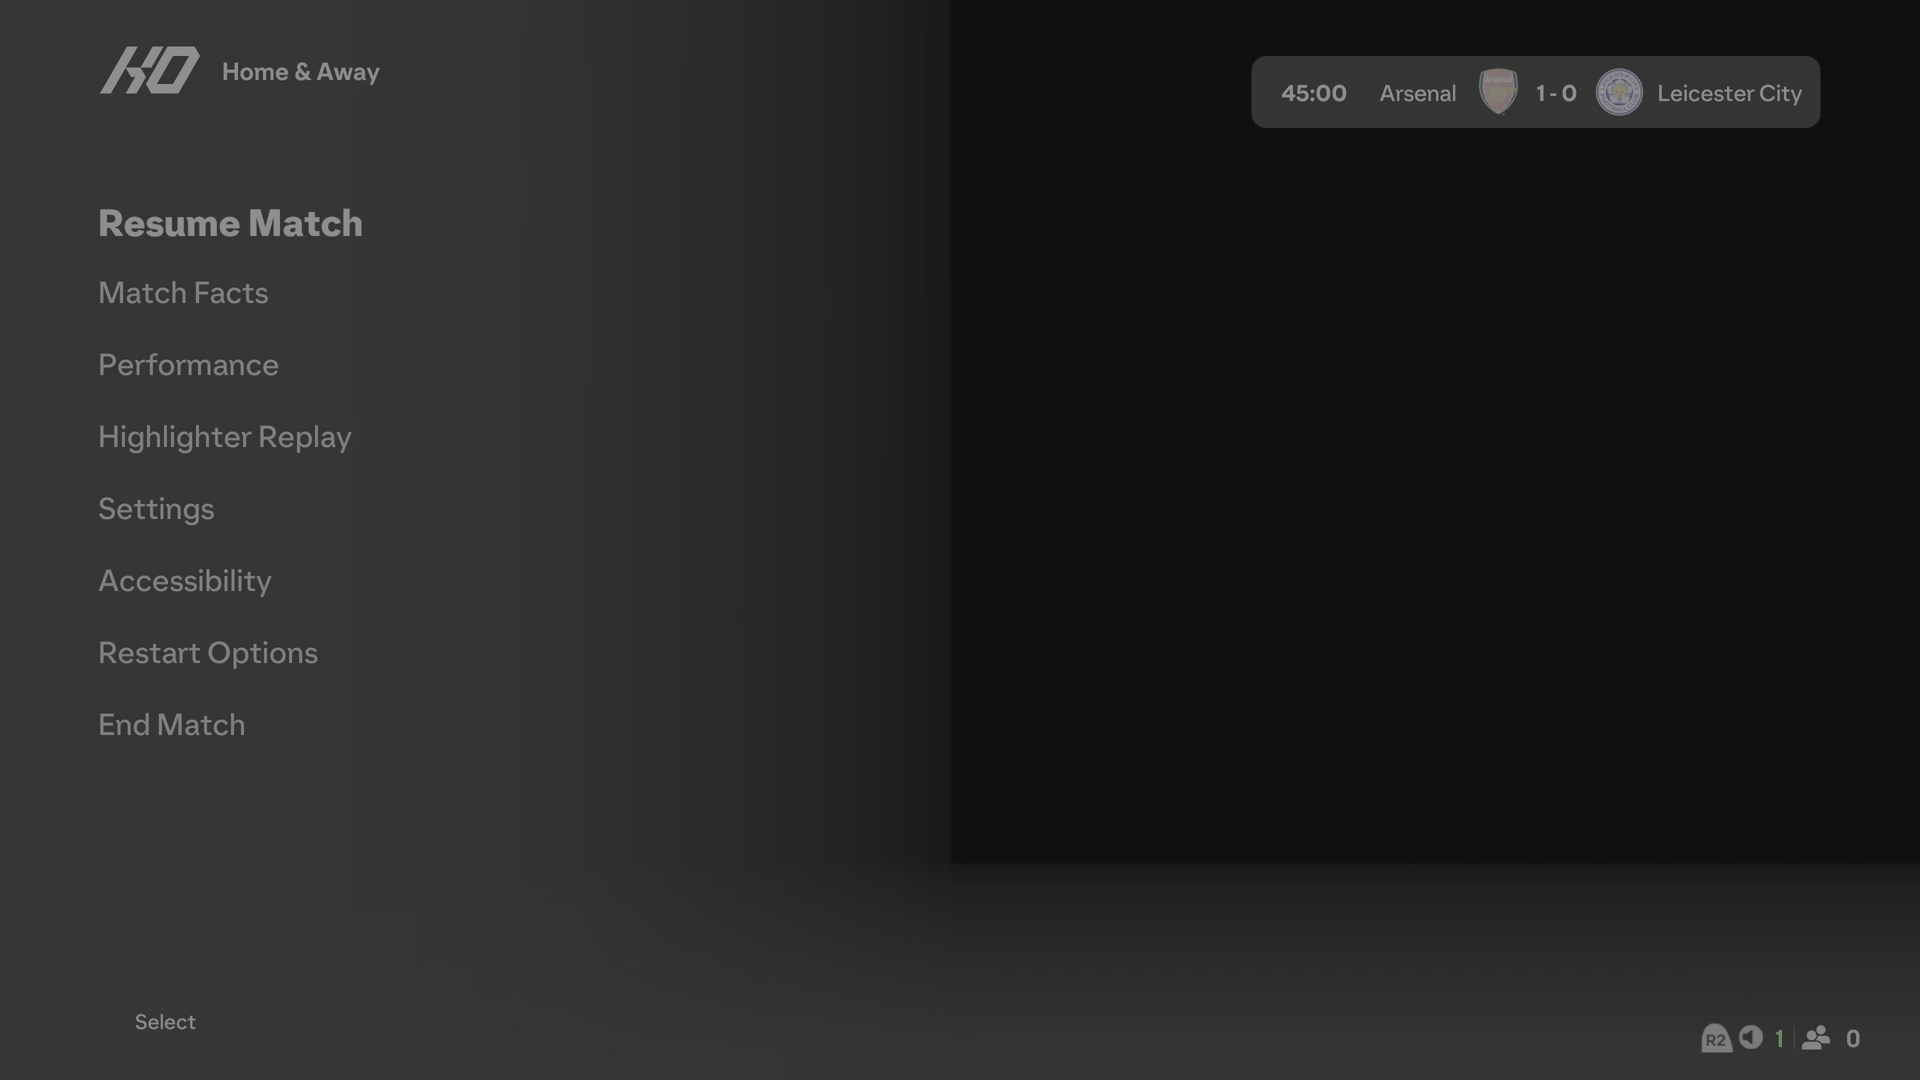 KO Home & Away
45:00 Arsenal 1 - 0 Leicester City
Resume Match
Match Facts
Performance
Highlighter Replay
Settings
Accessibility
Restart Options
End Match
Select
R2 1 0